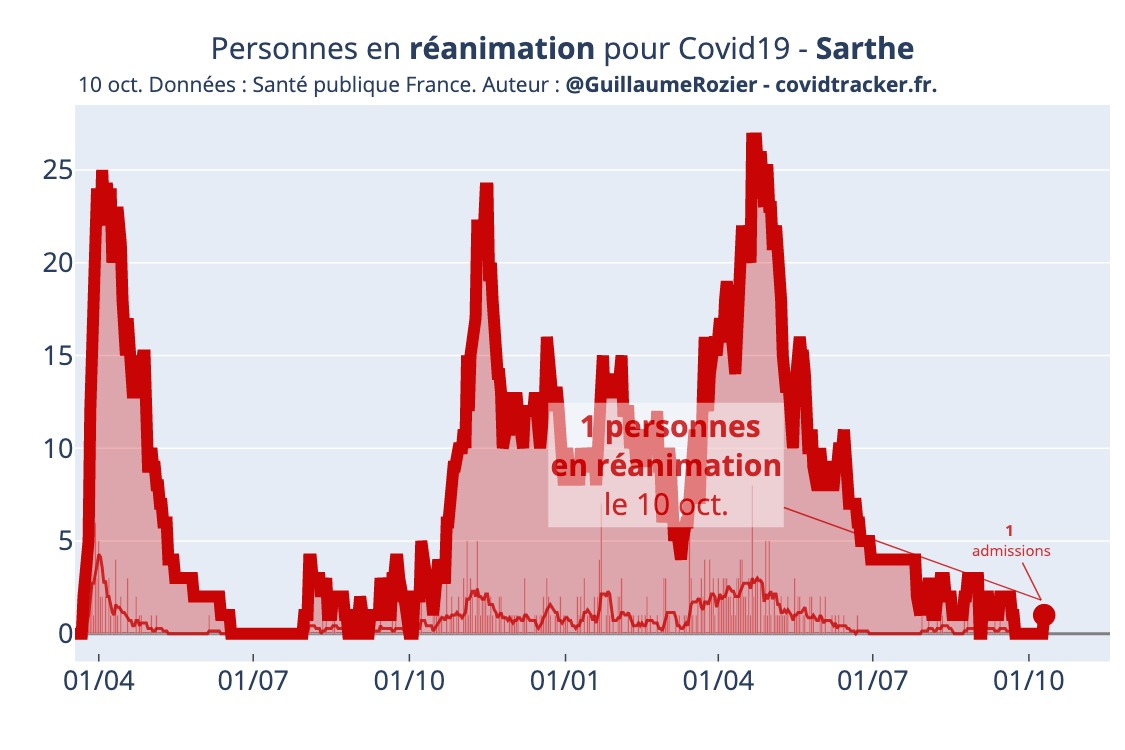 Personnes en réanimation pour Covid19 - Sarthe
10 oct. Données : Santé publique France. Auteur : @GuillaumeRozier - covidtracker.fr.
25
20
15
10
5
0
1 personnes
en réanimation
le 10 oct.
1
admissions
01/04
01/07
01/10
01/01
01/04
01/07
01/10